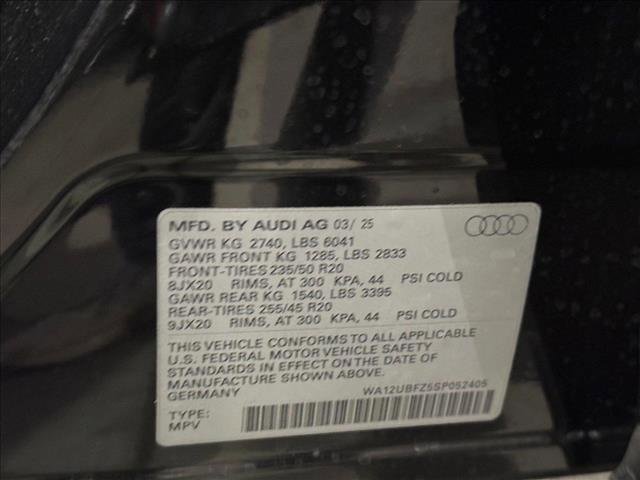 MFD. BY AUDI AG 03/ 25
GVWR KG 2740, LBS 6041
GAWR FRONT KG 1285, LBS 2833
FRONT-TIRES 235/50 R20
8JX20 RIMS, AT 300 KPA, 44 PSI COLD
GAWR REAR KG 1540, LBS 3395
REAR-TIRES 255/45 R20
9JX20 RIMS, AT 300 KPA, 44 PSI COLD
THIS VEHICLE CONFORMS TO ALL APPLICABLE
U.S. FEDERAL MOTOR VEHICLE SAFETY
STANDARDS IN EFFECT ON THE DATE OF
MANUFACTURE SHOWN ABOVE.
GERMANY WA12UBFZ5SP052405
TYPE:
MPV